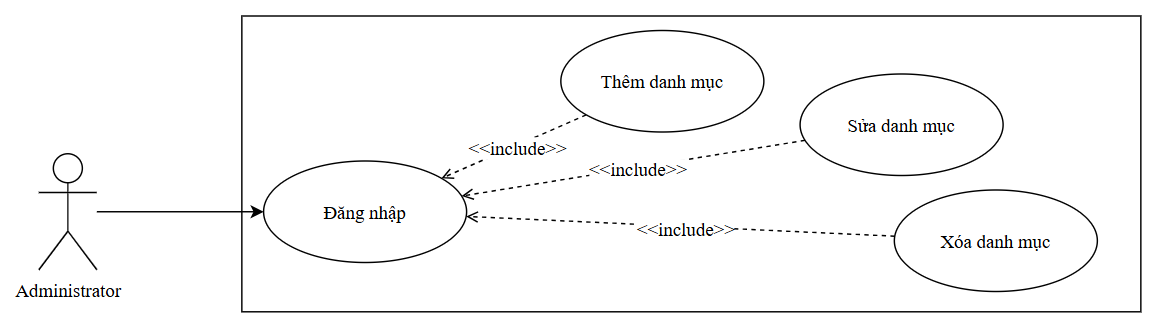 Thêm danh mục
Sửa danh mục
<<include>>
<<include>>
Đăng nhập
<<include>>
Xóa danh mục
Administrator